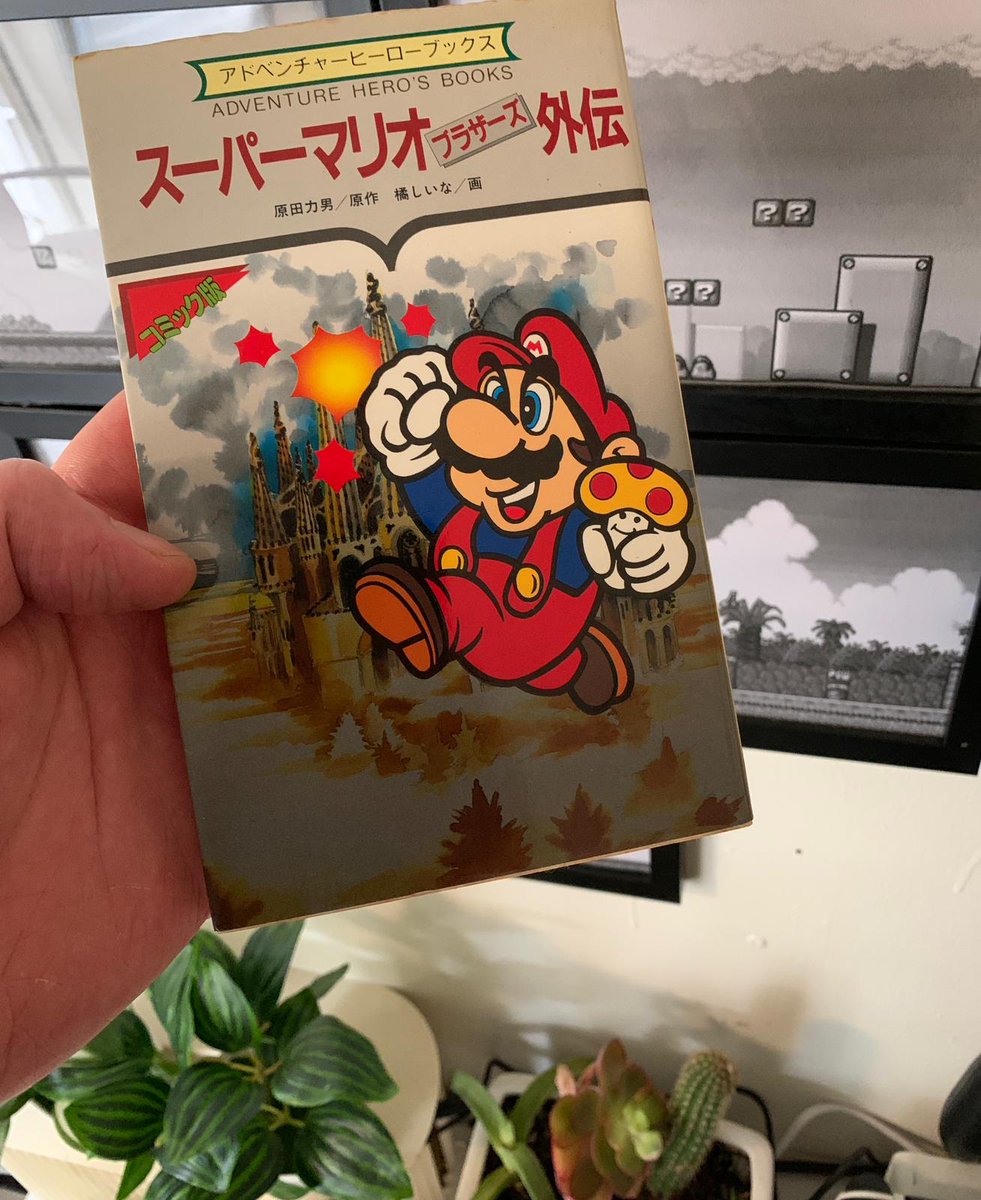 アドベンチャーヒーローブックス
ADVENTURE HERO'S BOOKS
スーパーマリオブラザーズ外伝
原田力男／原作 橘しいな／画
コミック版
M
? ?
? ?
?